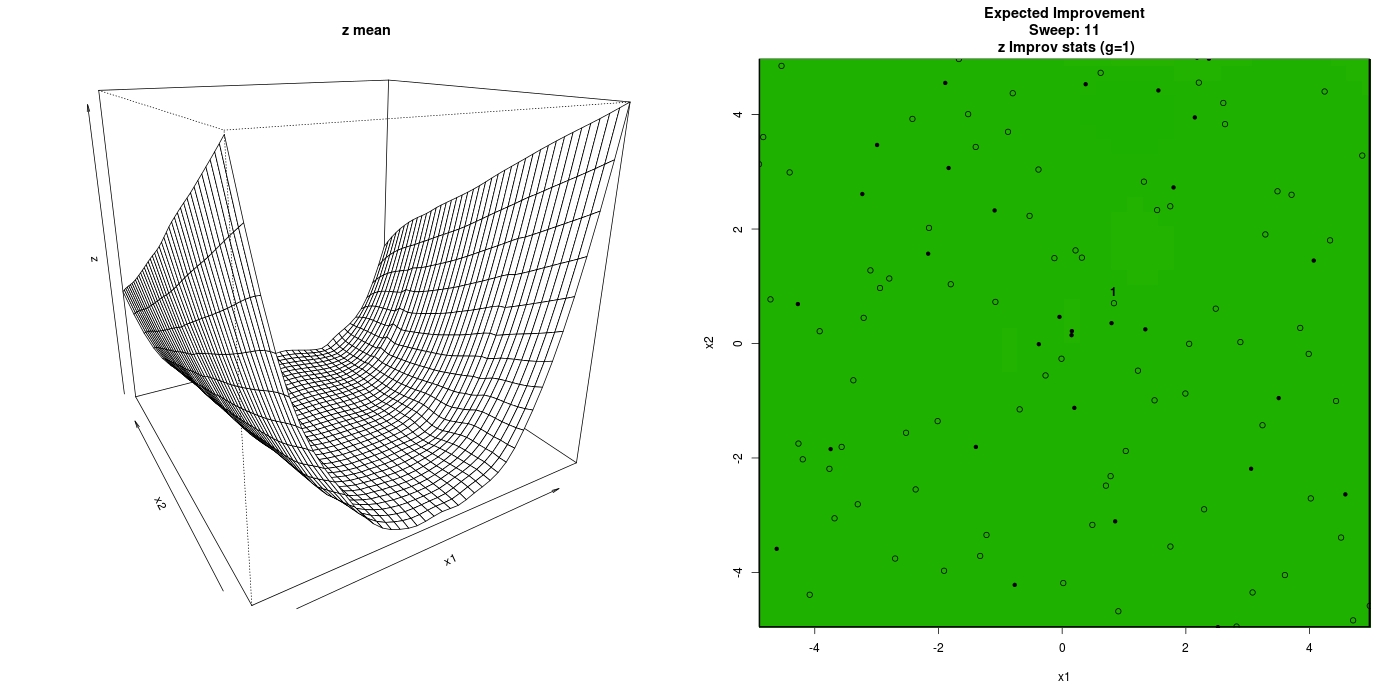 z mean
z
x2
x1
Expected Improvement
Sweep: 11
z Improv stats (g=1)
4
2
0
-2
-4
x2
1
-4
-2
0
2
4
x1